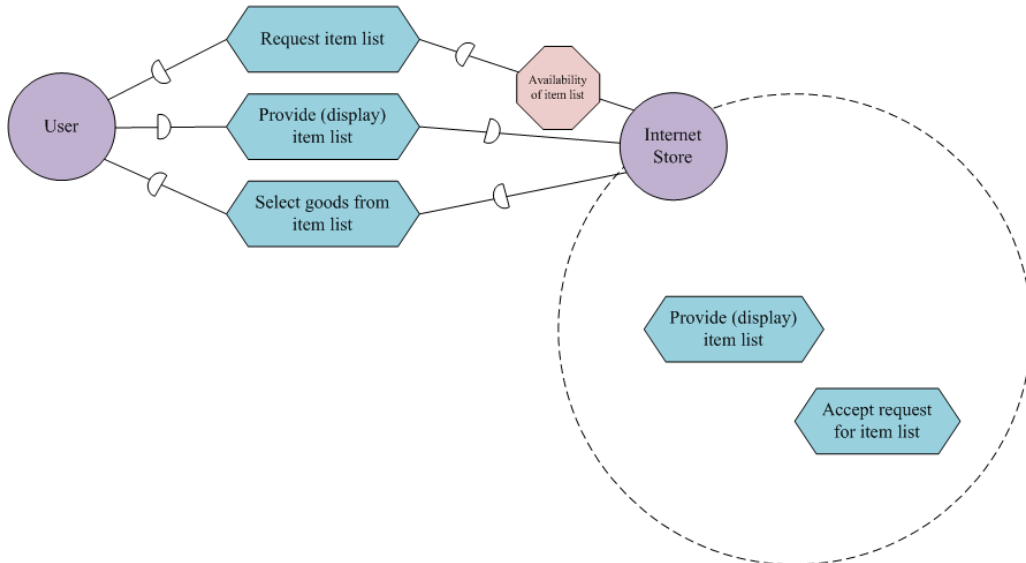 Request item list
Availability
of item list
User
Provide (display)
item list
Internet
Store
Select goods from
item list
Provide (display)
item list
Accept request
for item list